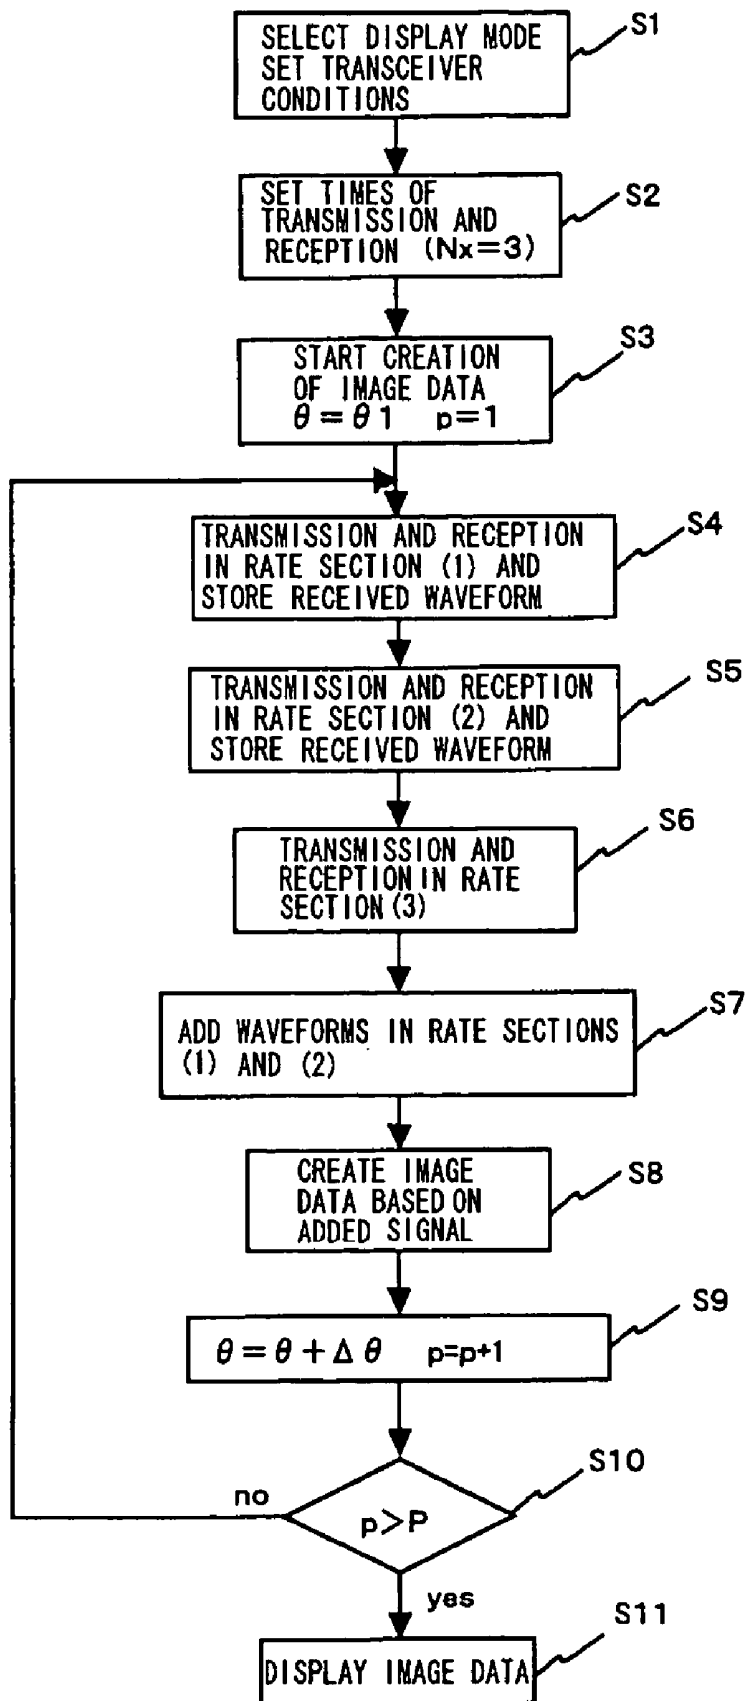 SELECT DISPLAY MODE
SET TRANSCEIVER
CONDITIONS
S1
SET TIMES OF
TRANSMISSION AND
RECEPTION (Nx=3)
S2
START CREATION
OF IMAGE DATA
θ=θ1 p=1
S3
TRANSMISSION AND RECEPTION
IN RATE SECTION (1) AND
STORE RECEIVED WAVEFORM
S4
TRANSMISSION AND RECEPTION
IN RATE SECTION (2) AND
STORE RECEIVED WAVEFORM
S5
TRANSMISSION AND
RECEPTION IN RATE
SECTION (3)
S6
ADD WAVEFORMS IN RATE SECTIONS
(1) AND (2)
S7
CREATE IMAGE
DATA BASED ON
ADDED SIGNAL
S8
θ=θ+Δθ p=p+1
S9
p>P
S10
no
yes
DISPLAY IMAGE DATA
S11